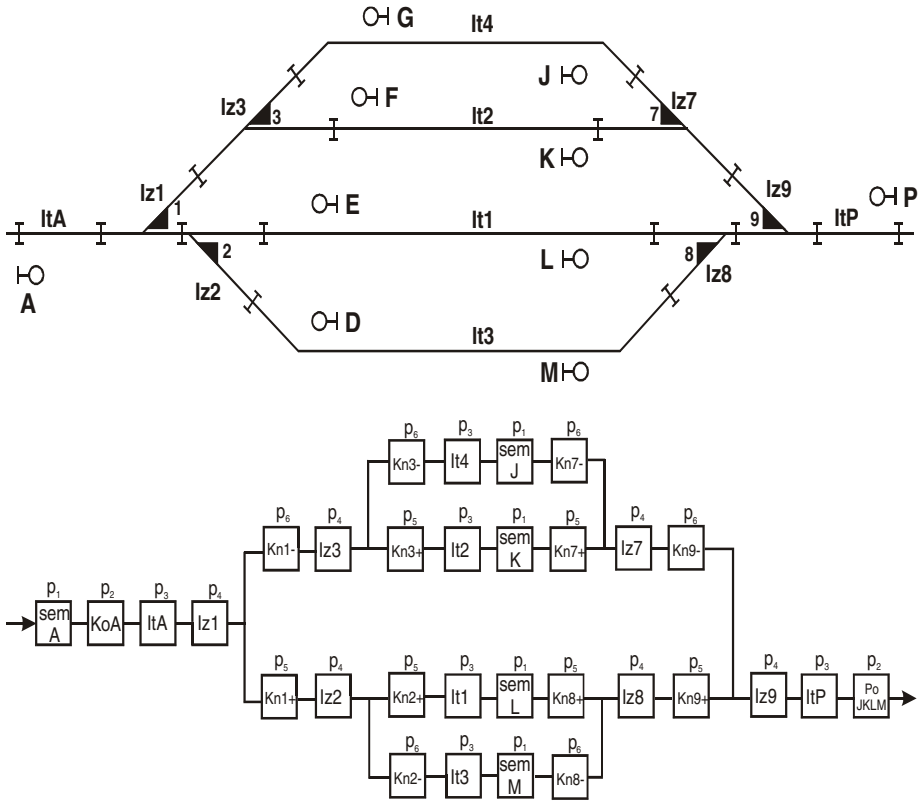 G
It4
J
Iz3
3
F
It2
7
Iz7
K
Iz1
1
ItA
E
It1
Iz9
9
P
ItP
A
2
Iz2
L
8
Iz8
D
It3
M
p6 p3 p1 p6
Kn3- It4 sem J Kn7-
p6 p4 p5 p3 p1 p5 p4 p6
Kn1- Iz3 Kn3+ It2 sem K Kn7+ Iz7 Kn9-
p1 p2 p3 p4
sem A KoA ItA Iz1
p5 p4 p5 p3 p1 p5 p4 p5 p4 p3 p2
Kn1+ Iz2 Kn2+ It1 sem L Kn8+ Iz8 Kn9+ Iz9 ItP Po JKLM
p6 p3 p1 p6
Kn2- It3 sem M Kn8-